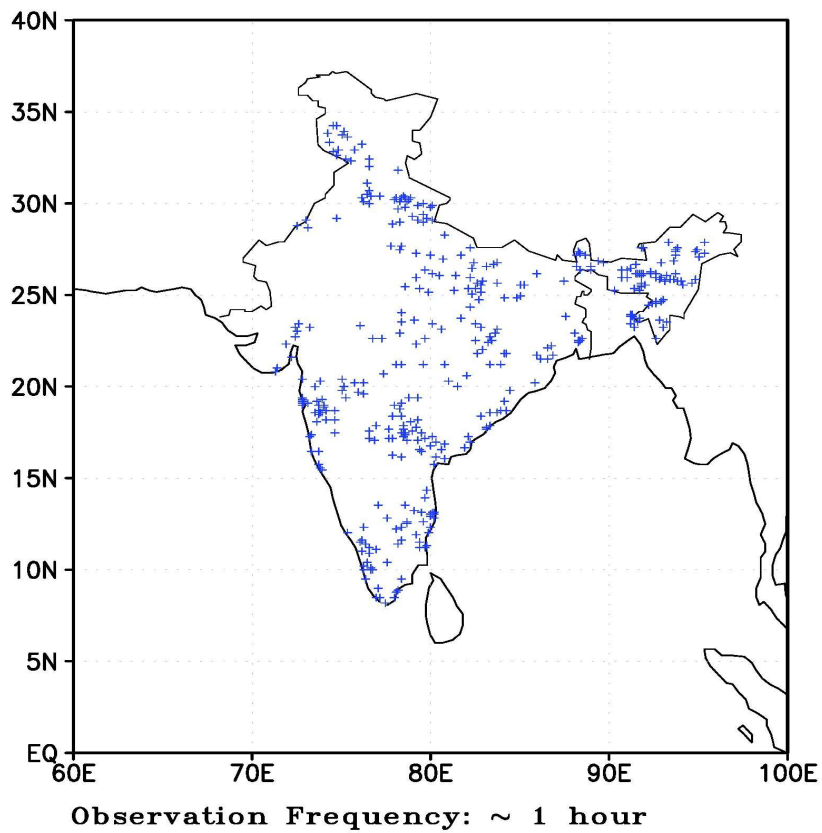 40N
35N
30N
25N
20N
15N
10N
5N
EQ
60E 70E 80E 90E 100E
Observation Frequency: ~ 1 hour